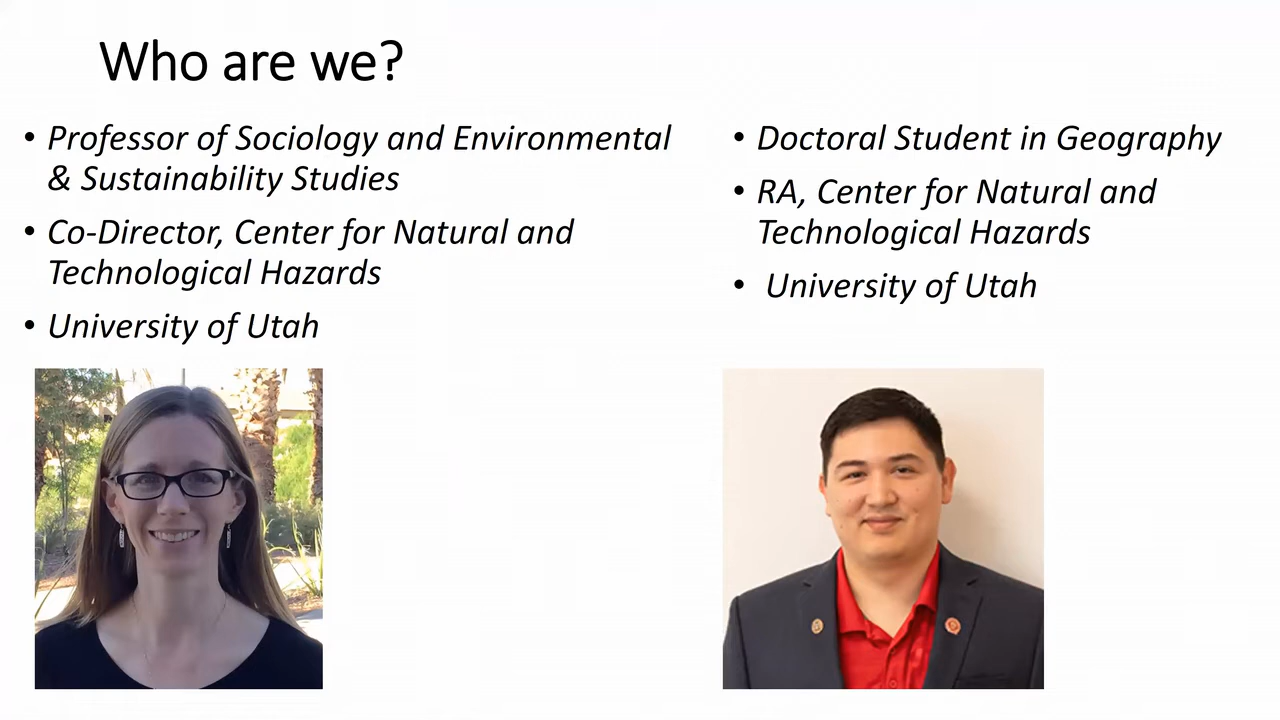 Who are we?
• Professor of Sociology and Environmental
& Sustainability Studies
• Co-Director, Center for Natural and
Technological Hazards
• University of Utah
• Doctoral Student in Geography
• RA, Center for Natural and
Technological Hazards
• University of Utah